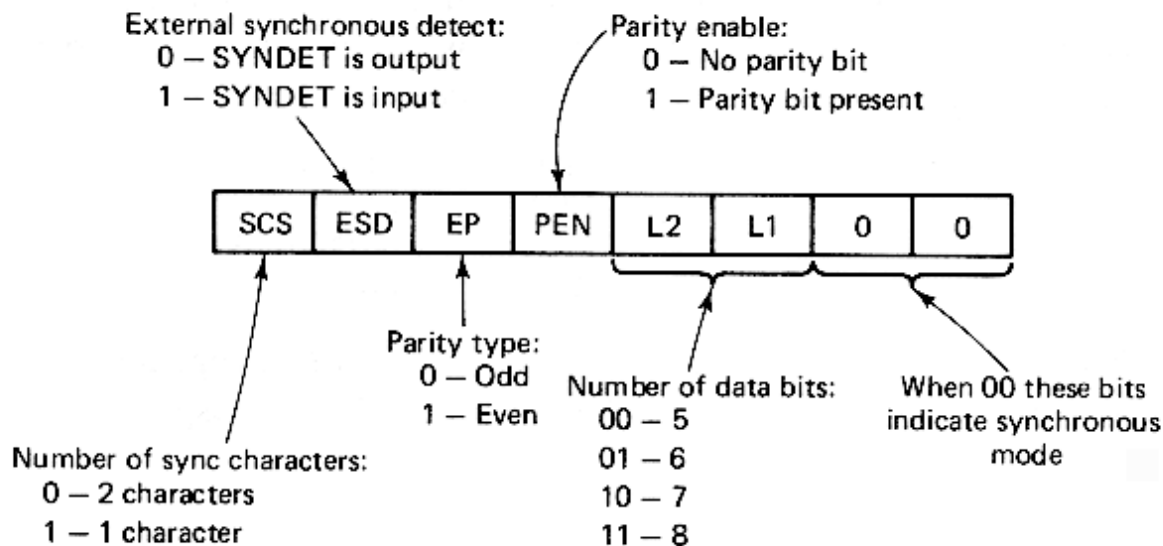 External synchronous detect:
0 – SYNDET is output
1 – SYNDET is input
Parity enable:
0 – No parity bit
1 – Parity bit present
SCS ESD EP PEN L2 L1 0 0
Number of sync characters:
0 – 2 characters
1 – 1 character
Parity type:
0 – Odd
1 – Even
Number of data bits:
00 – 5
01 – 6
10 – 7
11 – 8
When 00 these bits
indicate synchronous
mode